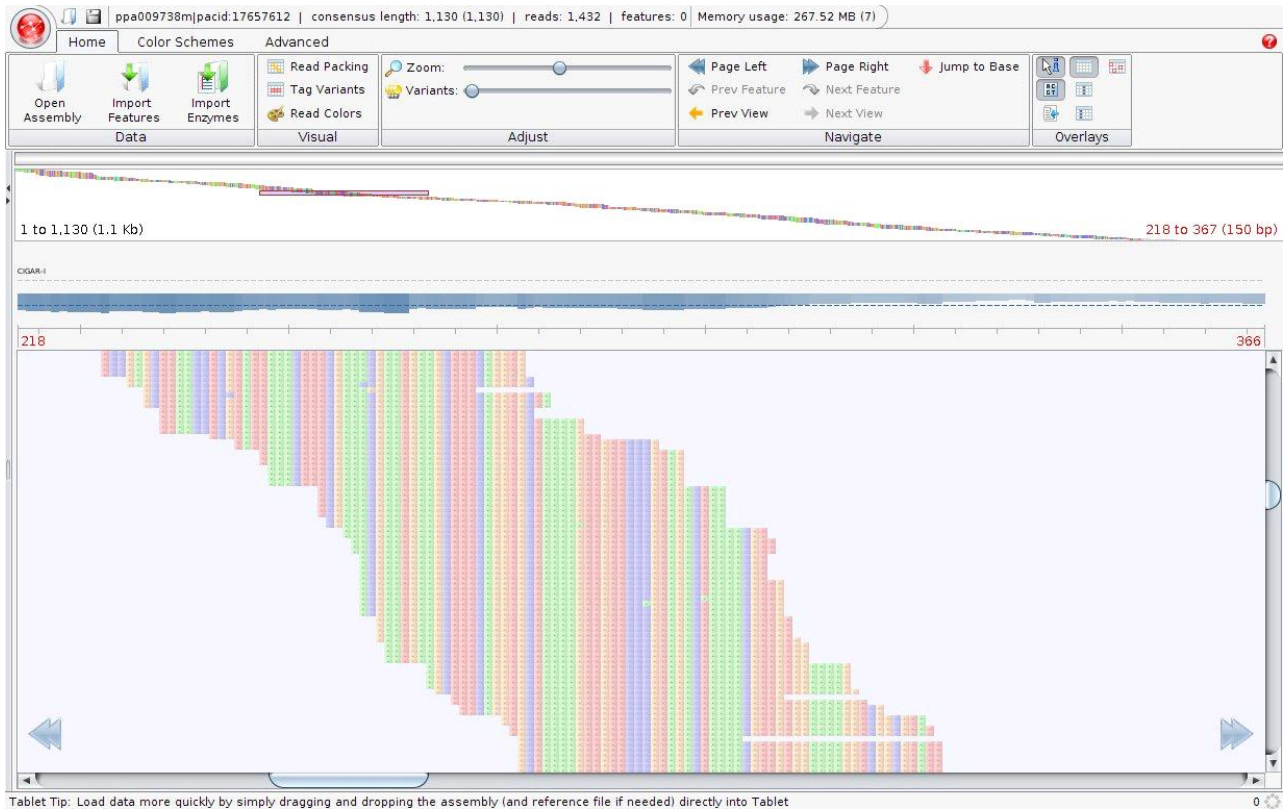 ppa009738m|pacid:17657612 | consensus length: 1,130 (1,130) | reads: 1,432 | features: 0 Memory usage: 267.52 MB (7)
Home Color Schemes Advanced
Read Packing Zoom: Page Left Page Right Jump to Base
Tag Variants Variants: Prev Feature Next Feature
Open Assembly Import Features Import Enzymes Read Colors Prev View Next View
Data Visual Adjust Navigate Overlays
1 to 1,130 (1.1 Kb) 218 to 367 (150 bp)
CIGAR-I
218 366
Tablet Tip: Load data more quickly by simply dragging and dropping the assembly (and reference file if needed) directly into Tablet 0